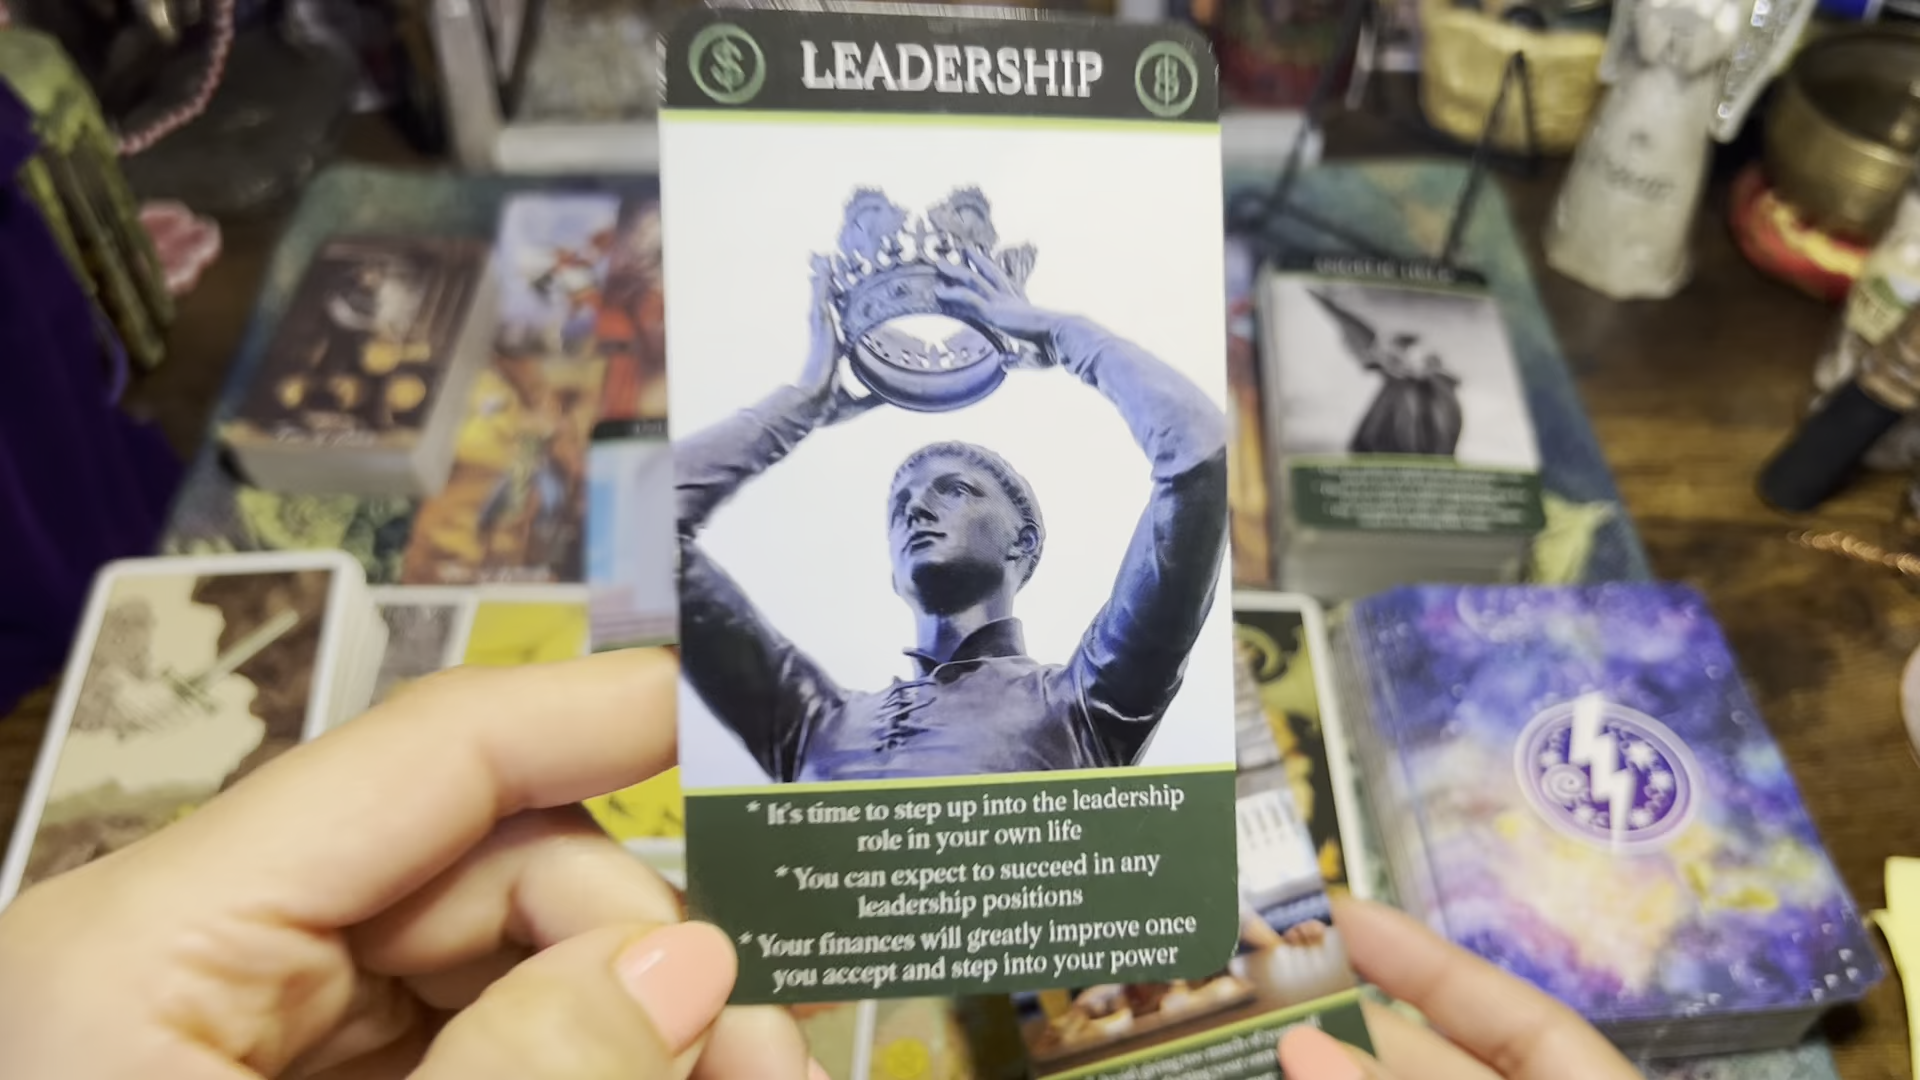 $ LEADERSHIP $
* It's time to step up into the leadership
role in your own life
* You can expect to succeed in any
leadership positions
* Your finances will greatly improve once
you accept and step into your power